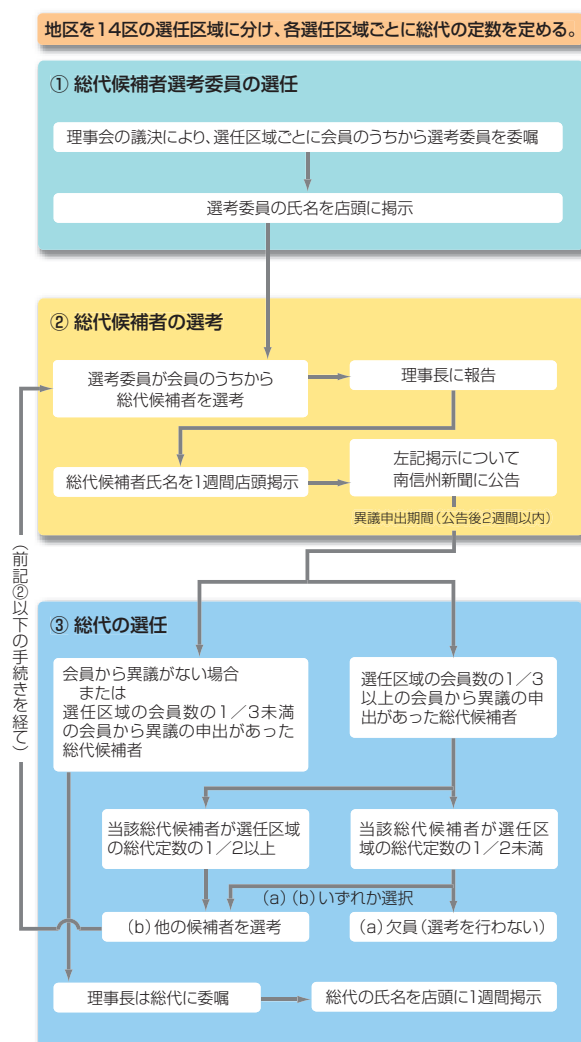 地区を14区の選任区域に分け、各選任区域ごとに総代の定数を定める。
① 総代候補者選考委員の選任
理事会の議決により、選任区域ごとに会員のうちから選考委員を委嘱
選考委員の氏名を店頭に掲示
② 総代候補者の選考
選考委員が会員のうちから
総代候補者を選考
理事長に報告
総代候補者氏名を1週間店頭掲示
左記掲示について
南信州新聞に公告
異議申出期間（公告後2週間以内）
（前記②以下の手続きを経て）
③ 総代の選任
会員から異議がない場合
または
選任区域の会員数の1／3未満
の会員から異議の申出があった
総代候補者
選任区域の会員数の1／3
以上の会員から異議の申
出があった総代候補者
当該総代候補者が選任区域
の総代定数の1／2以上
当該総代候補者が選任区
域の総代定数の1／2未満
（a）（b）いずれか選択
（b）他の候補者を選考
（a）欠員（選考を行わない）
理事長は総代に委嘱
総代の氏名を店頭に1週間掲示